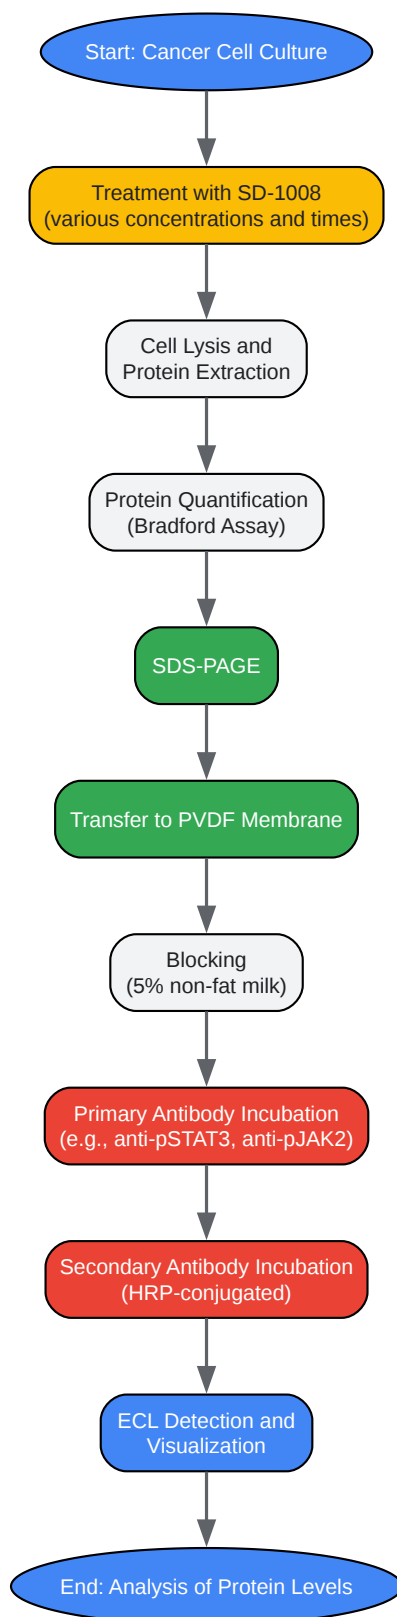 Start: Cancer Cell Culture
Treatment with SD-1008
(various concentrations and times)
Cell Lysis and
Protein Extraction
Protein Quantification
(Bradford Assay)
SDS-PAGE
Transfer to PVDF Membrane
Blocking
(5% non-fat milk)
Primary Antibody Incubation
(e.g., anti-pSTAT3, anti-pJAK2)
Secondary Antibody Incubation
(HRP-conjugated)
ECL Detection and
Visualization
End: Analysis of Protein Levels